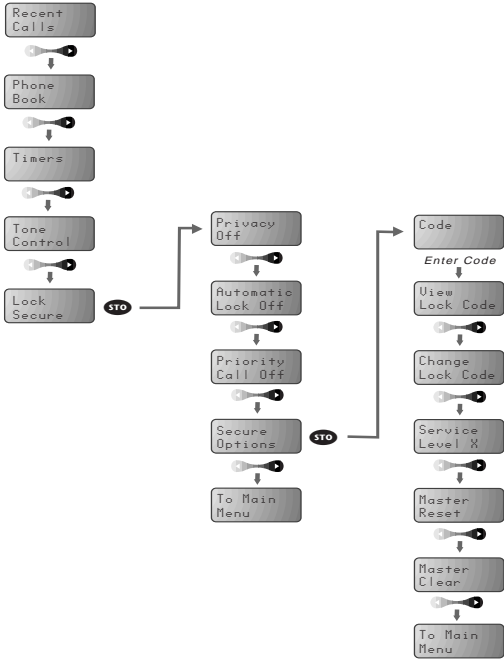 Recent
Calls
Phone
Book
Timers
Tone
Control
Lock
Secure
STO
Privacy
Off
Automatic
Lock Off
Priority
Call Off
Secure
Options
STO
To Main
Menu
Code
Enter Code
View
Lock Code
Change
Lock Code
Service
Level X
Master
Reset
Master
Clear
To Main
Menu